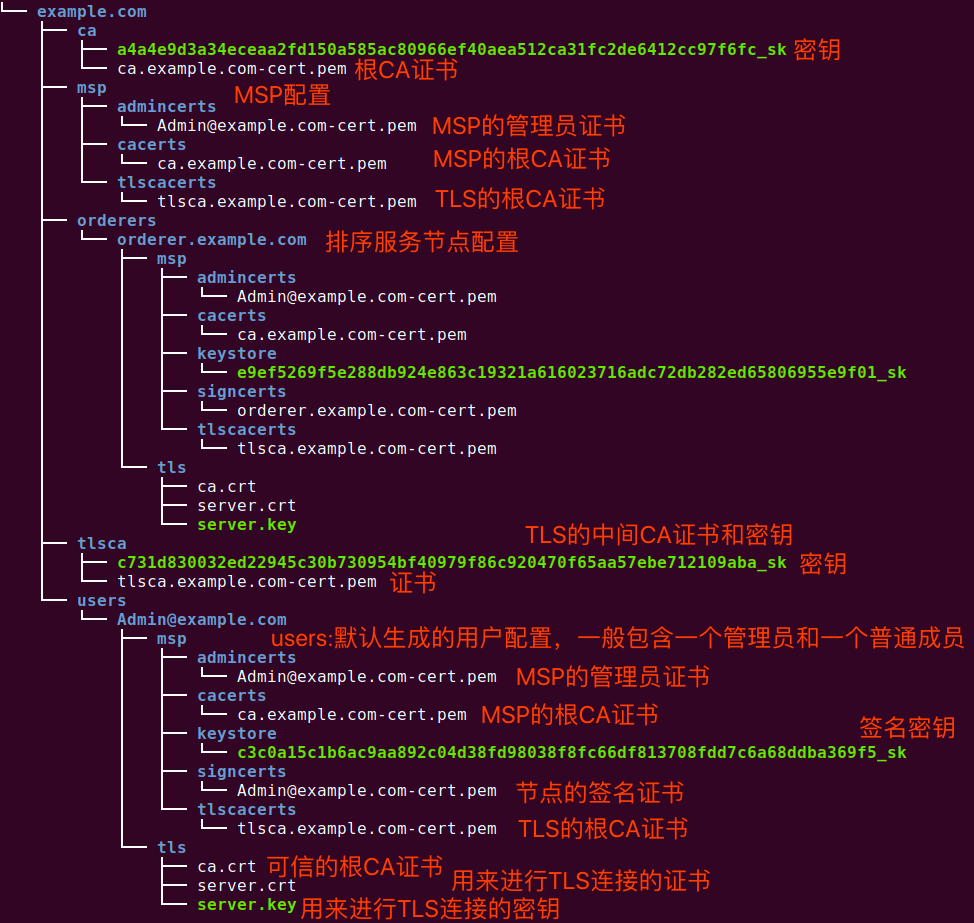 example.com
ca
a4a4e9d3a34eceaa2fd150a585ac80966ef40aea512ca31fc2de6412cc97f6fc_sk 密钥
ca.example.com-cert.pem 根CA证书
msp MSP配置
admincerts
Admin@example.com-cert.pem MSP的管理员证书
cacerts
ca.example.com-cert.pem MSP的根CA证书
tlscacerts
tlsca.example.com-cert.pem TLS的根CA证书
orderers
orderer.example.com 排序服务节点配置
msp
admincerts
Admin@example.com-cert.pem
cacerts
ca.example.com-cert.pem
keystore
e9ef5269f5e288db924e863c19321a616023716adc72db282ed65806955e9f01_sk
signcerts
orderer.example.com-cert.pem
tlscacerts
tlsca.example.com-cert.pem
tls
ca.crt
server.crt
server.key
tlsca TLS的中间CA证书和密钥
c731d830032ed22945c30b730954bf40979f86c920470f65aa57ebe712109aba_sk 密钥
tlsca.example.com-cert.pem 证书
users
Admin@example.com
msp users:默认生成的用户配置，一般包含一个管理员和一个普通成员
admincerts
Admin@example.com-cert.pem MSP的管理员证书
cacerts
ca.example.com-cert.pem MSP的根CA证书
keystore 签名密钥
c3c0a15c1b6ac9aa892c04d38fd98038f8fc66df813708fdd7c6a68ddba369f5_sk
signcerts
Admin@example.com-cert.pem 节点的签名证书
tlscacerts
tlsca.example.com-cert.pem TLS的根CA证书
tls
ca.crt 可信的根CA证书
server.crt 用来进行TLS连接的证书
server.key 用来进行TLS连接的密钥